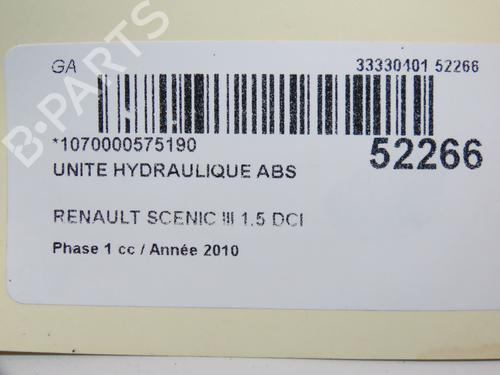 GA 33330401 52266
*1070000575190 52266
UNITE HYDRAULIQUE ABS
RENAULT SCENIC III 1.5 DCI
Phase 1 cc / Année 2010
B-PARTS